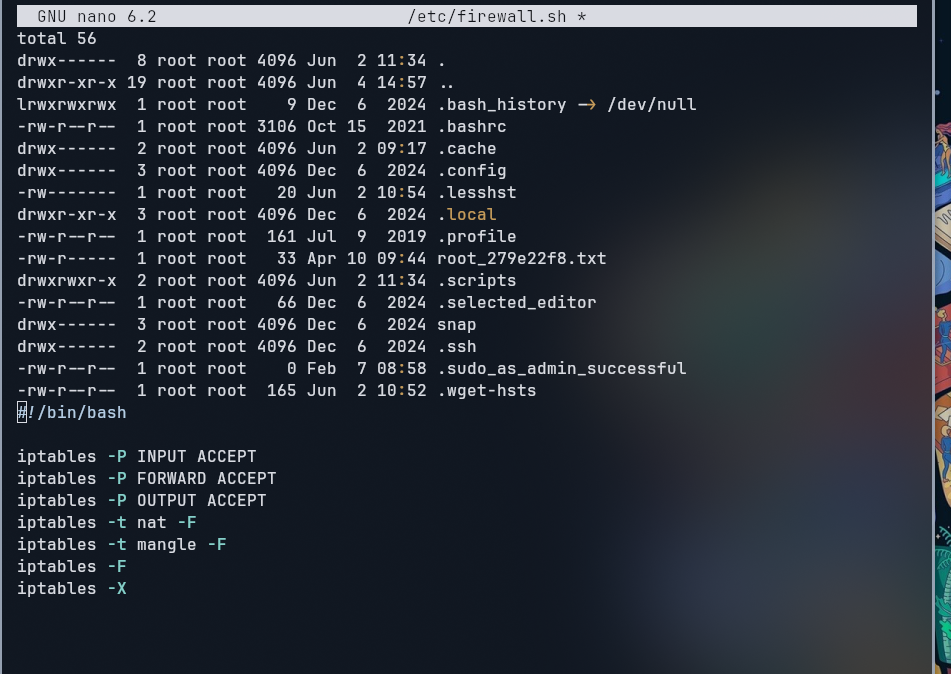 GNU nano 6.2 /etc/firewall.sh *
total 56
drwx------  8 root root 4096 Jun  2 11:34 .
drwxr-xr-x 19 root root 4096 Jun  4 14:57 ..
lrwxrwxrwx  1 root root    9 Dec  6  2024 .bash_history -> /dev/null
-rw-r--r--  1 root root 3106 Oct 15  2021 .bashrc
drwx------  2 root root 4096 Jun  2 09:17 .cache
drwx------  3 root root 4096 Dec  6  2024 .config
-rw-------  1 root root   20 Jun  2 10:54 .lesshst
drwxr-xr-x  3 root root 4096 Dec  6  2024 .local
-rw-r--r--  1 root root  161 Jul  9  2019 .profile
-rw-r-----  1 root root   33 Apr 10 09:44 root_279e22f8.txt
drwxrwxr-x  2 root root 4096 Jun  2 11:34 .scripts
-rw-r--r--  1 root root   66 Dec  6  2024 .selected_editor
drwx------  3 root root 4096 Dec  6  2024 snap
drwx------  2 root root 4096 Dec  6  2024 .ssh
-rw-r--r--  1 root root    0 Feb  7 08:58 .sudo_as_admin_successful
-rw-r--r--  1 root root  165 Jun  2 10:52 .wget-hsts
#!/bin/bash
iptables -P INPUT ACCEPT
iptables -P FORWARD ACCEPT
iptables -P OUTPUT ACCEPT
iptables -t nat -F
iptables -t mangle -F
iptables -F
iptables -X